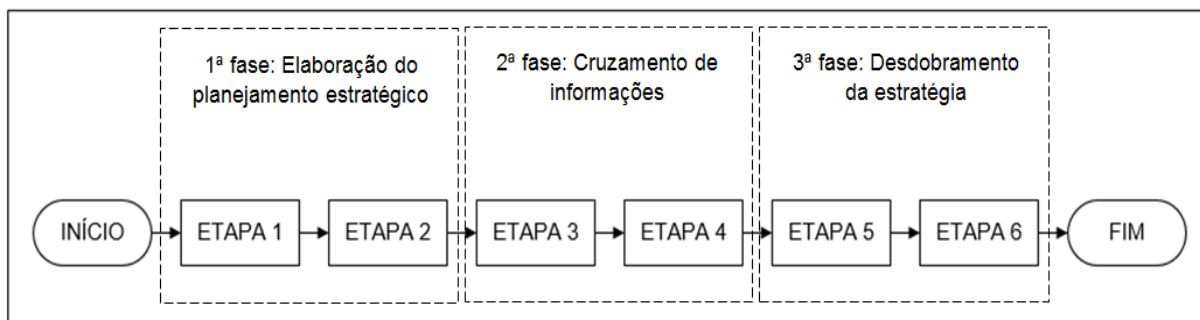 1ª fase: Elaboração do
planejamento estratégico
2ª fase: Cruzamento de
informações
3ª fase: Desdobramento
da estratégia
INÍCIO
ETAPA 1
ETAPA 2
ETAPA 3
ETAPA 4
ETAPA 5
ETAPA 6
FIM